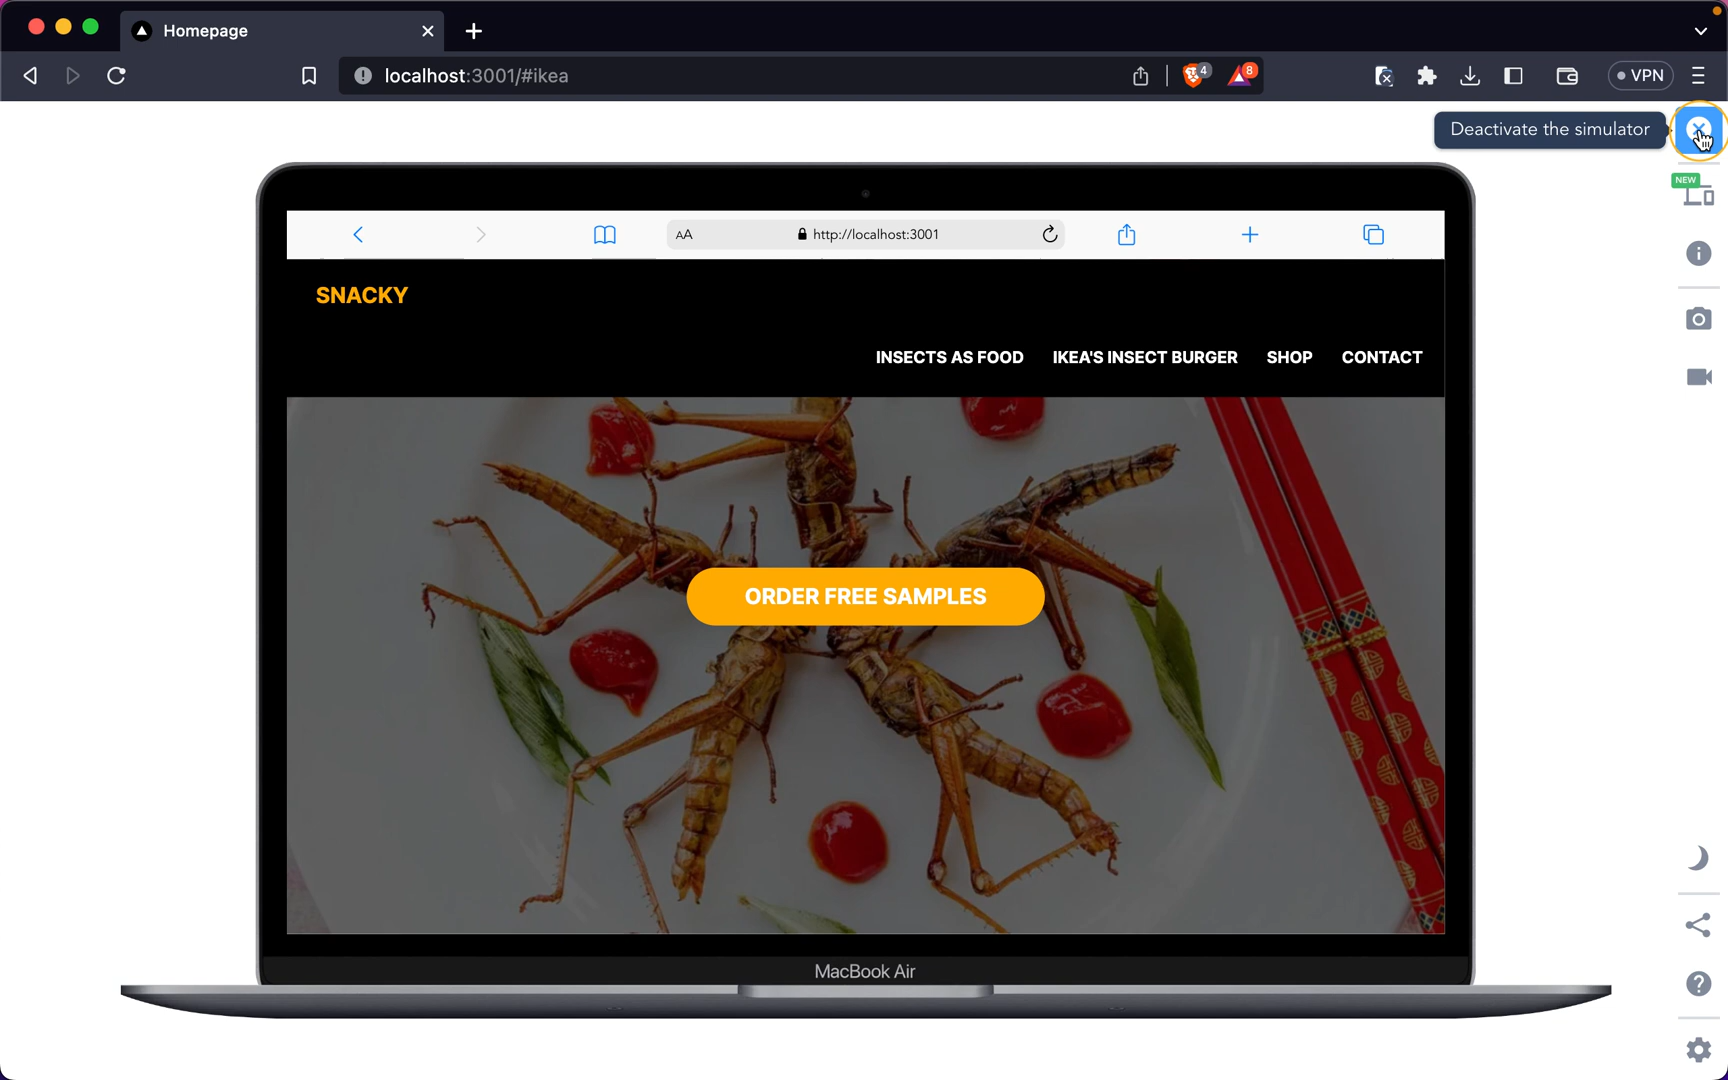 Homepage
localhost:3001/#ikea
4
8
VPN
Deactivate the simulator
NEW
AA
http://localhost:3001
SNACKY
INSECTS AS FOOD
IKEA'S INSECT BURGER
SHOP
CONTACT
ORDER FREE SAMPLES
MacBook Air